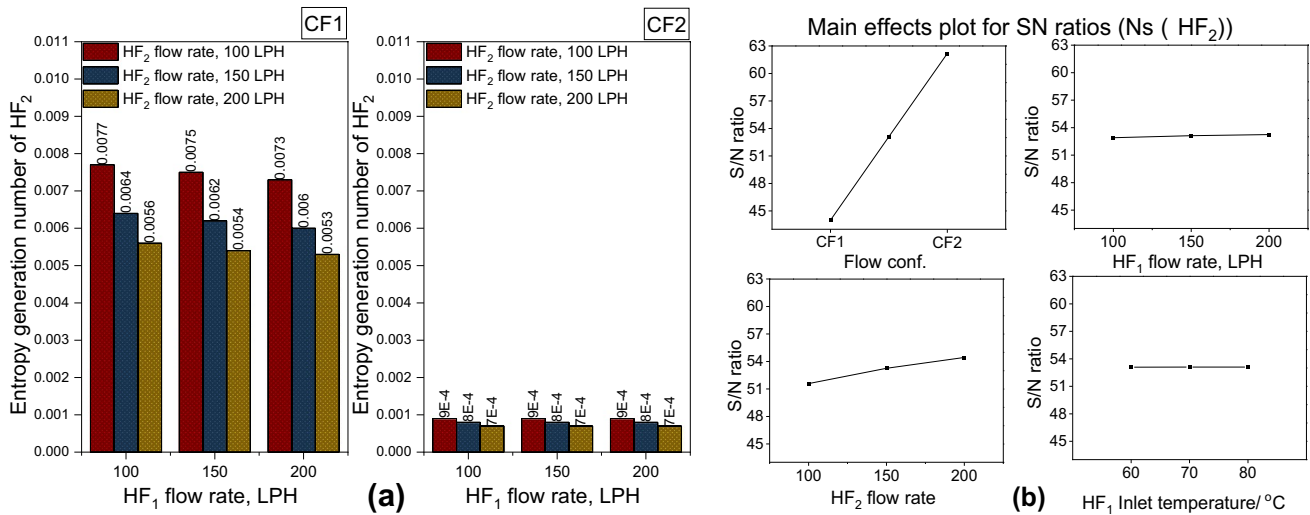 CF1
Entropy generation number of HF2
0.011
0.010
0.009
0.008
0.007
0.006
0.005
0.004
0.003
0.002
0.001
0.000
HF2 flow rate, 100 LPH
HF2 flow rate, 150 LPH
HF2 flow rate, 200 LPH
0.0077
0.0064
0.0056
0.0075
0.0062
0.0054
0.0073
0.006
0.0053
100 150 200
HF1 flow rate, LPH
(a)
CF2
Entropy generation number of HF2
0.011
0.010
0.009
0.008
0.007
0.006
0.005
0.004
0.003
0.002
0.001
0.000
HF2 flow rate, 100 LPH
HF2 flow rate, 150 LPH
HF2 flow rate, 200 LPH
9E-4
8E-4
7E-4
9E-4
8E-4
7E-4
9E-4
8E-4
7E-4
100 150 200
HF1 flow rate, LPH
Main effects plot for SN ratios (Ns ( HF2))
S/N ratio
63
60
57
54
51
48
45
CF1 CF2
Flow conf.
S/N ratio
63
60
57
54
51
48
45
100 150 200
HF1 flow rate, LPH
S/N ratio
63
60
57
54
51
48
45
100 150 200
HF2 flow rate
(b)
S/N ratio
63
60
57
54
51
48
45
60 70 80
HF1 Inlet temperature/ °C